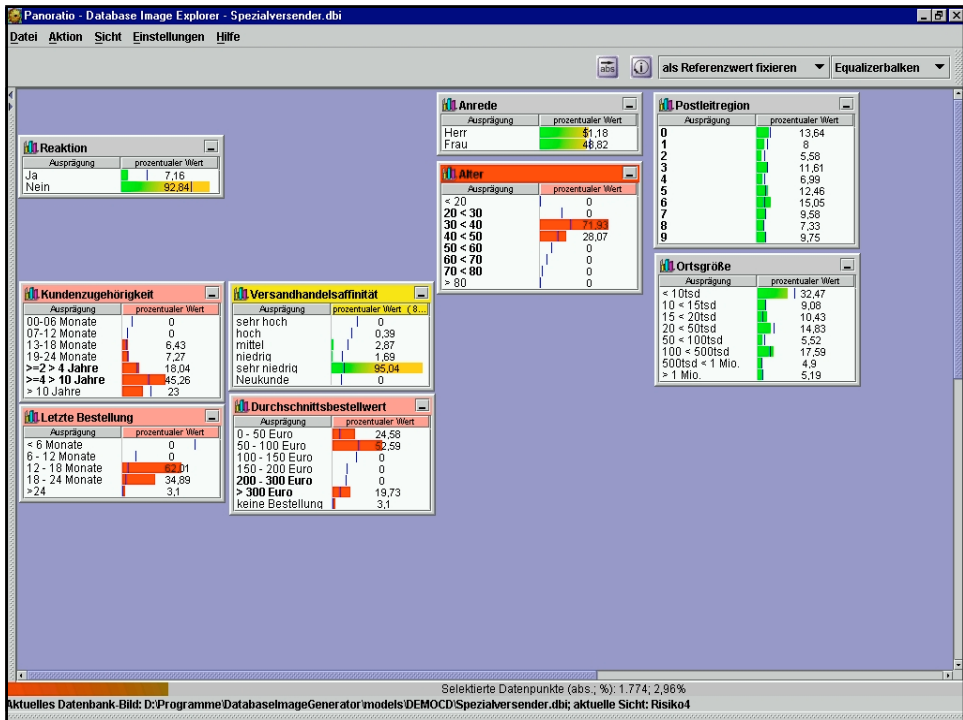 Panoratio - Database Image Explorer - Spezialversender.dbi
Datei Aktion Sicht Einstellungen Hilfe
abs als Referenzwert fixieren Equalizerbalken
Reaktion
Ausprägung prozentualer Wert
Ja 7,16
Nein 92,84
Anrede
Ausprägung prozentualer Wert
Herr 51,18
Frau 48,82
Alter
Ausprägung prozentualer Wert
< 20 0
20 < 30 0
30 < 40 71,93
40 < 50 28,07
50 < 60 0
60 < 70 0
70 < 80 0
> 80 0
Postleitregion
Ausprägung prozentualer Wert
0 13,64
1 8
2 5,58
3 11,61
4 6,99
5 12,46
6 15,05
7 9,58
8 7,33
9 9,75
Ortsgröße
Ausprägung prozentualer Wert
< 10tsd 32,47
10 < 15tsd 9,08
15 < 20tsd 10,43
20 < 50tsd 14,83
50 < 100tsd 5,52
100 < 500tsd 17,59
500tsd < 1 Mio. 4,9
> 1 Mio. 5,19
Kundenzugehörigkeit
Ausprägung prozentualer Wert
00-06 Monate 0
07-12 Monate 0
13-18 Monate 6,43
19-24 Monate 7,27
>=2 > 4 Jahre 18,04
>=4 > 10 Jahre 45,26
> 10 Jahre 23
Versandhandelsaffinität
Ausprägung prozentualer Wert ( 8...
sehr hoch 0
hoch 0,39
mittel 2,87
niedrig 1,69
sehr niedrig 95,04
Neukunde 0
Letzte Bestellung
Ausprägung prozentualer Wert
< 6 Monate 0
6 - 12 Monate 0
12 - 18 Monate 62,01
18 - 24 Monate 34,89
>24 3,1
Durchschnittsbestellwert
Ausprägung prozentualer Wert
0 - 50 Euro 24,58
50 - 100 Euro 52,59
100 - 150 Euro 0
150 - 200 Euro 0
200 - 300 Euro 0
> 300 Euro 19,73
keine Bestellung 3,1
Selektierte Datenpunkte (abs.; %): 1.774; 2,96%
Aktuelles Datenbank-Bild: D:\Programme\DatabaseImageGenerator\models\DEMOCD\Spezialversender.dbi; aktuelle Sicht: Risiko4